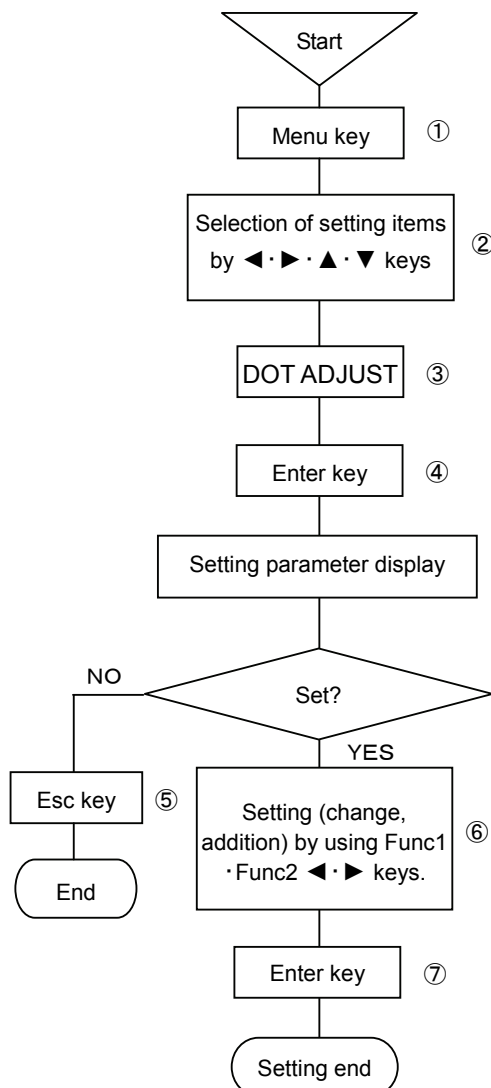 Start
Menu key ①
Selection of setting items
by ◀・▶・▲・▼ keys ②
DOT ADJUST ③
Enter key ④
Setting parameter display
NO
Set?
YES
Esc key ⑤
End
Setting (change,
addition) by using Func1
・Func2 ◀・▶ keys. ⑥
Enter key ⑦
Setting end